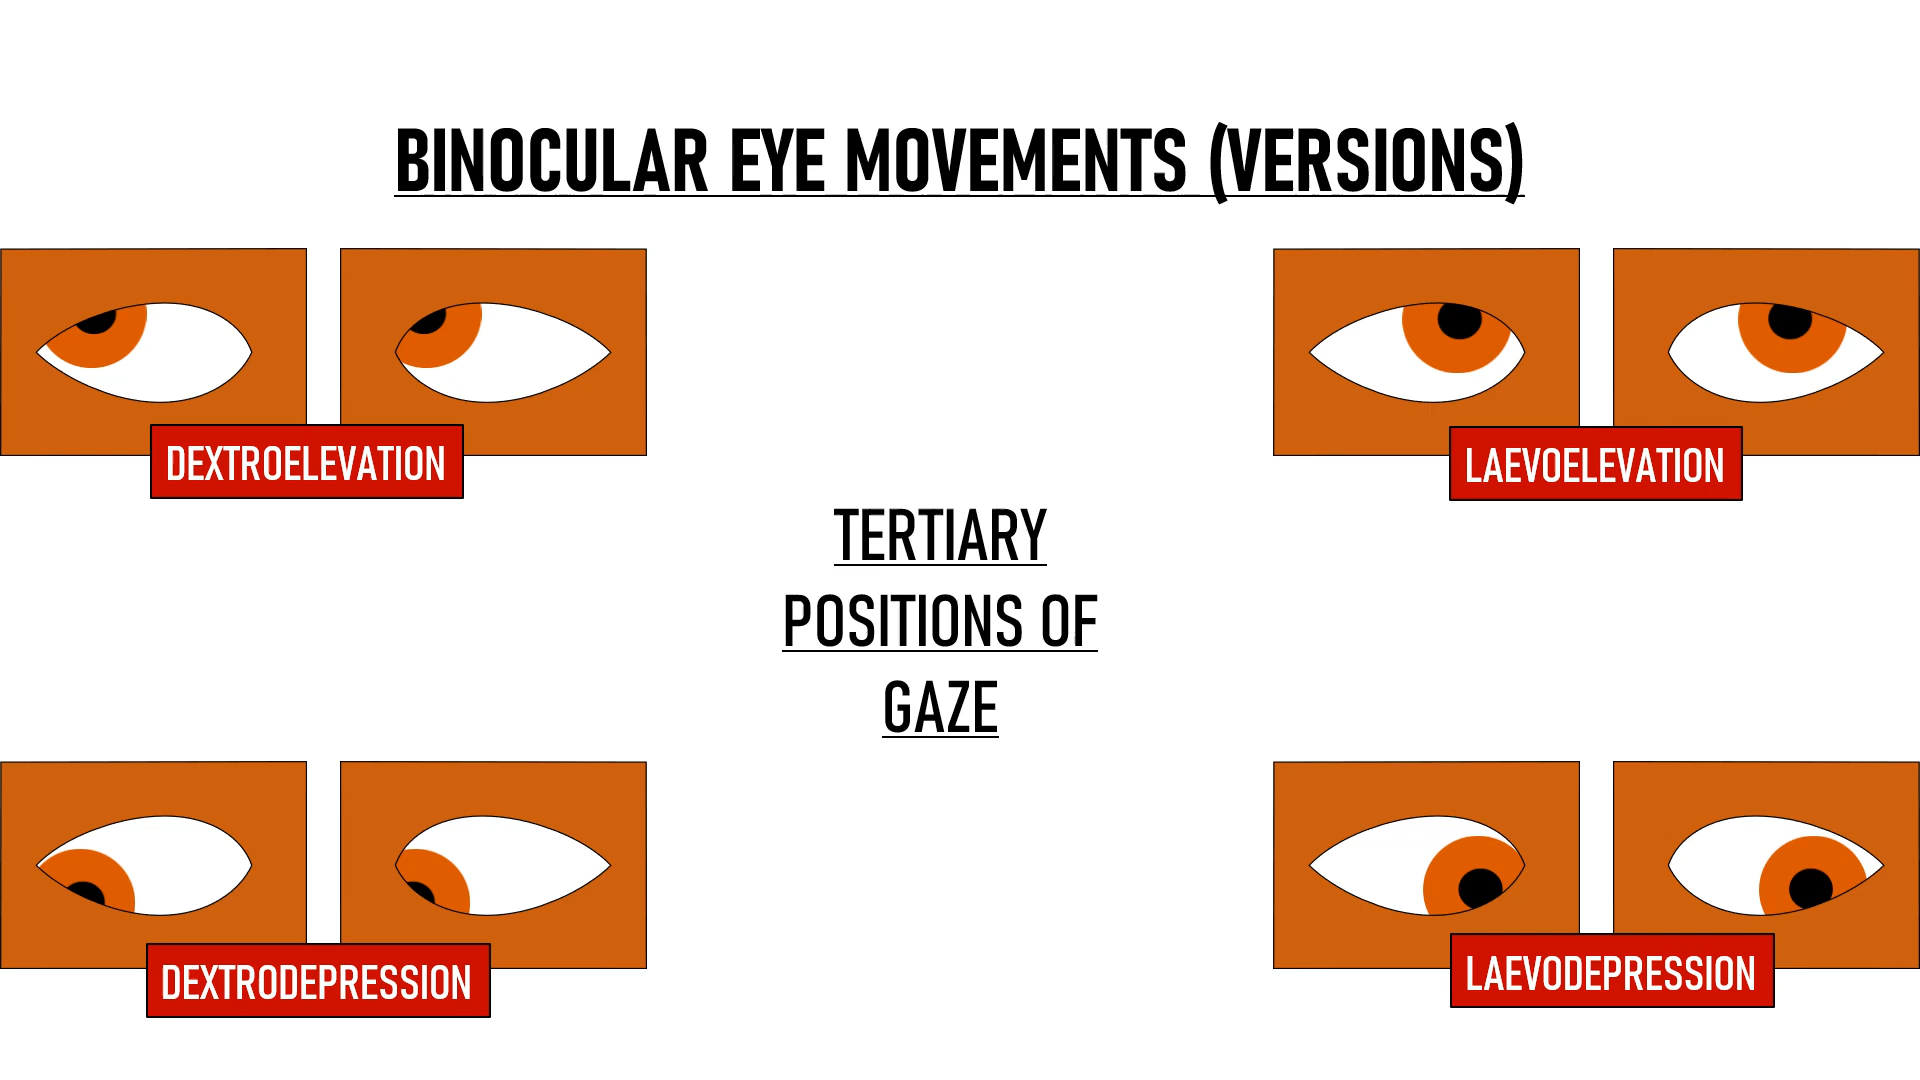 BINOCULAR EYE MOVEMENTS (VERSIONS)
DEXTROELEVATION
LAEVOELEVATION
TERTIARY
POSITIONS OF
GAZE
DEXTRODEPRESSION
LAEVODEPRESSION